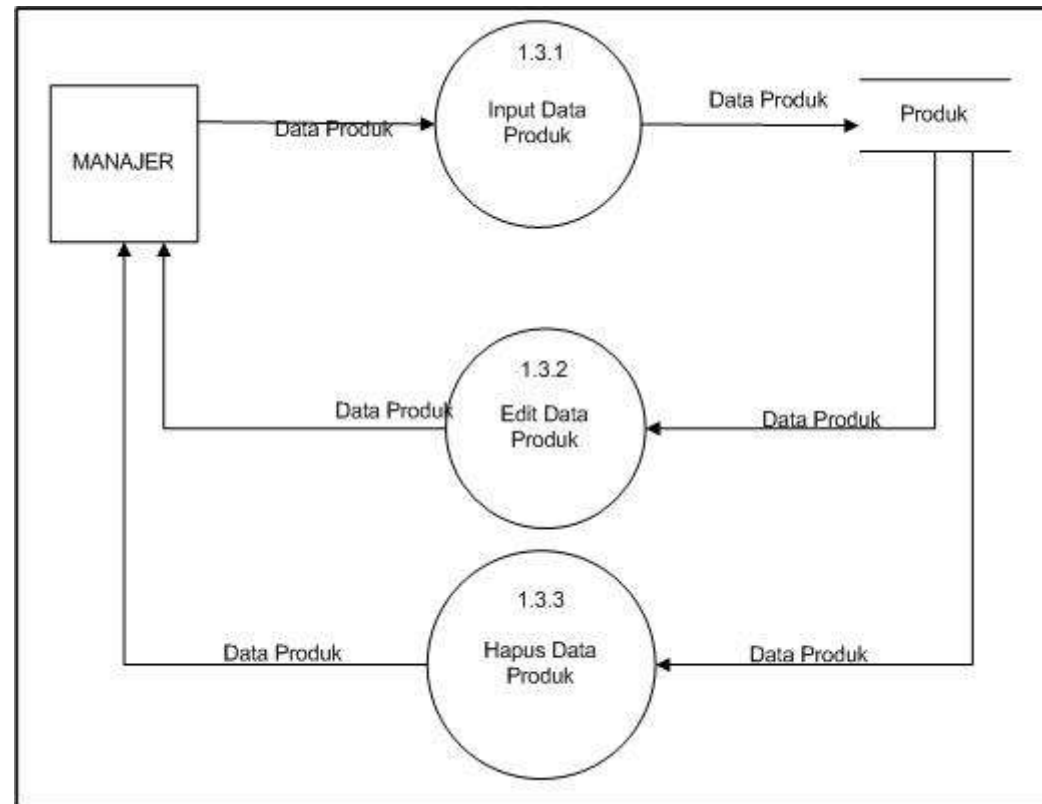 1.3.1
Input Data
Produk
Data Produk
Produk
MANAJER
Data Produk
1.3.2
Edit Data
Produk
Data Produk
Data Produk
1.3.3
Hapus Data
Produk
Data Produk
Data Produk